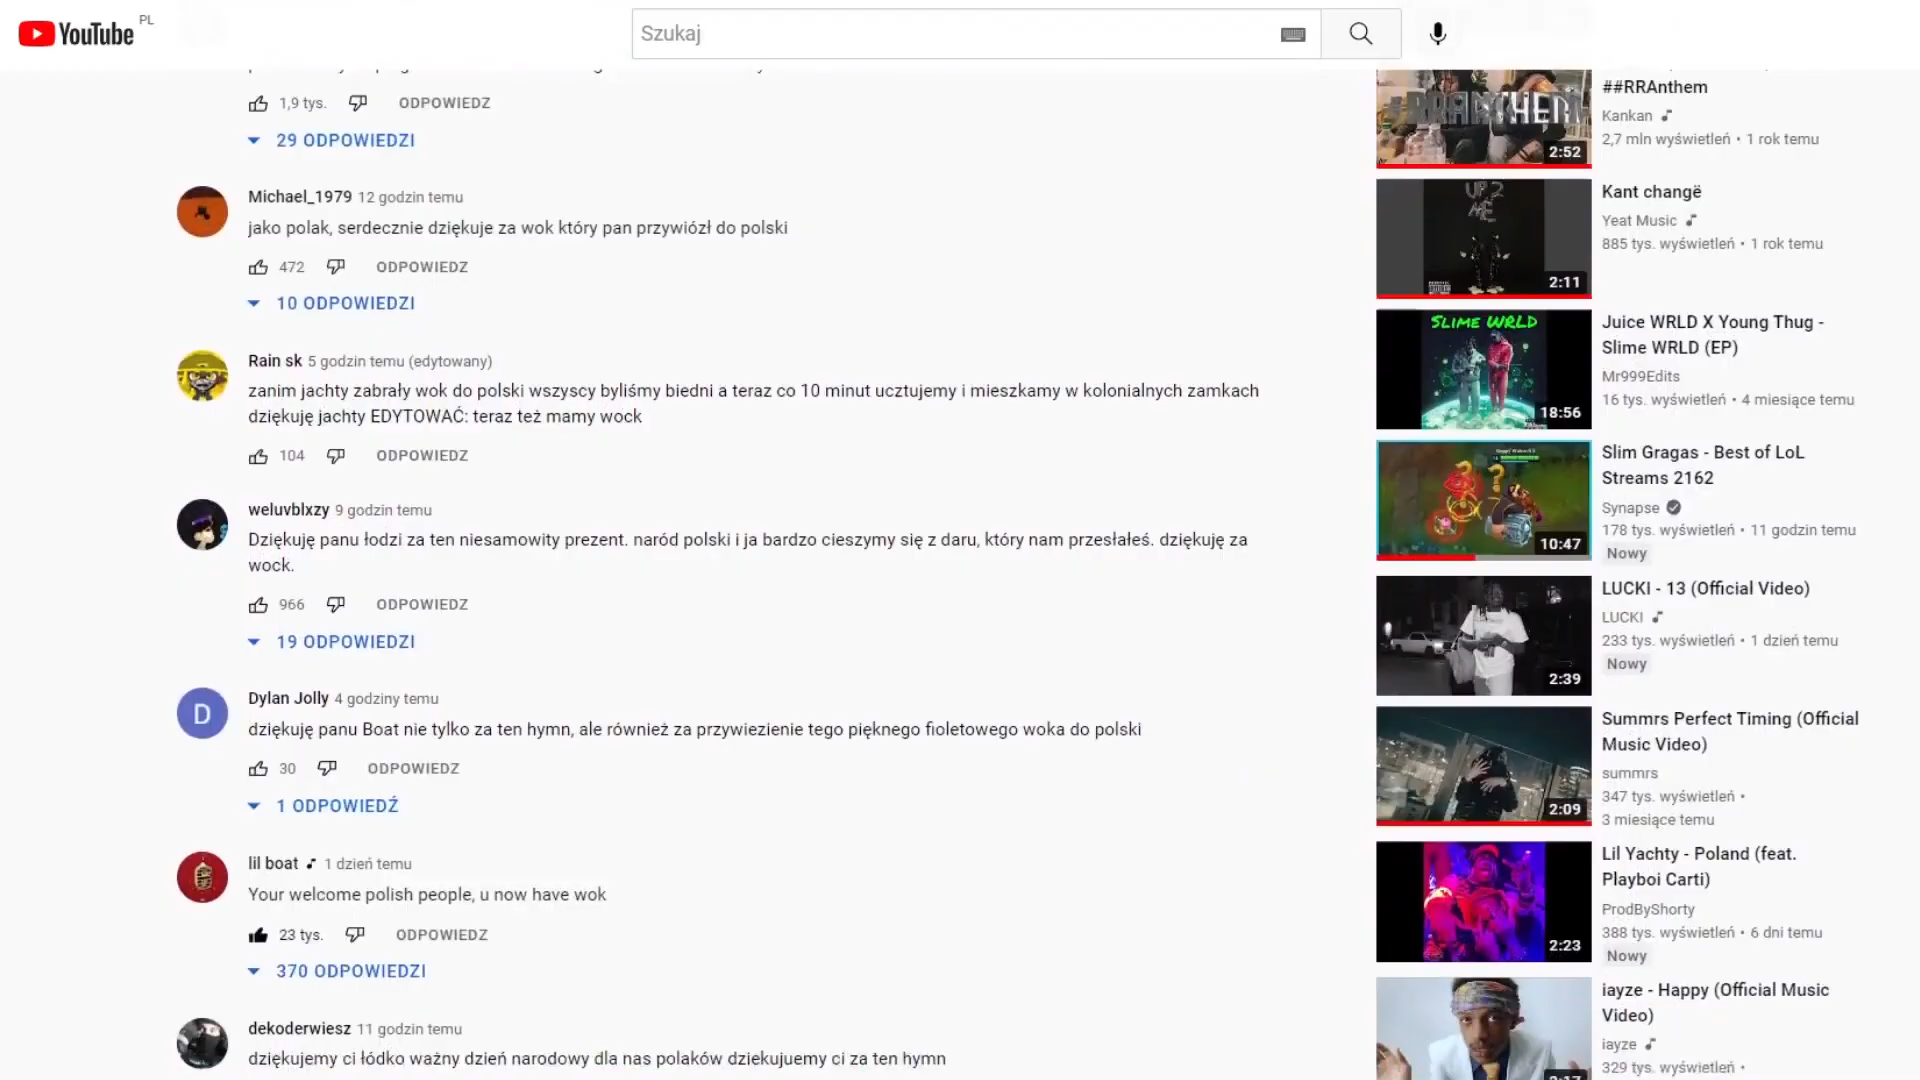 YouTube PL
Szukaj
1,9 tys. ODPOWIEDZ
29 ODPOWIEDZI
Michael_1979 12 godzin temu
jako polak, serdecznie dziękuje za wok który pan przywiózł do polski
472 ODPOWIEDZ
10 ODPOWIEDZI
Rain sk 5 godzin temu (edytowany)
zanim jachty zabrały wok do polski wszyscy byliśmy biedni a teraz co 10 minut ucztujemy i mieszkamy w kolonialnych zamkach
dziękuję jachty EDYTOWAĆ: teraz też mamy wock
104 ODPOWIEDZ
weluvblxzy 9 godzin temu
Dziękuję panu łodzi za ten niesamowity prezent. naród polski i ja bardzo cieszymy się z daru, który nam przesłałeś. dziękuję za
wock.
966 ODPOWIEDZ
19 ODPOWIEDZI
D
Dylan Jolly 4 godziny temu
dziękuję panu Boat nie tylko za ten hymn, ale również za przywiezienie tego pięknego fioletowego woka do polski
30 ODPOWIEDZ
1 ODPOWIEDŹ
lil boat 1 dzień temu
Your welcome polish people, u now have wok
23 tys. ODPOWIEDZ
370 ODPOWIEDZI
dekoderwiesz 11 godzin temu
dziękujemy ci łódko ważny dzień narodowy dla nas polaków dziekujuemy ci za ten hymn
#RRANTHEM
2:52
##RRAnthem
Kankan
2,7 mln wyświetleń • 1 rok temu
UP 2
ME
2:11
Kant changë
Yeat Music
885 tys. wyświetleń • 1 rok temu
SLIME WRLD
18:56
Juice WRLD X Young Thug -
Slime WRLD (EP)
Mr999Edits
16 tys. wyświetleń • 4 miesiące temu
10:47
Slim Gragas - Best of LoL
Streams 2162
Synapse
178 tys. wyświetleń • 11 godzin temu
Nowy
2:39
LUCKI - 13 (Official Video)
LUCKI
233 tys. wyświetleń • 1 dzień temu
Nowy
2:09
Summrs Perfect Timing (Official
Music Video)
summrs
347 tys. wyświetleń •
3 miesiące temu
2:23
Lil Yachty - Poland (feat.
Playboi Carti)
ProdByShorty
388 tys. wyświetleń • 6 dni temu
Nowy
iayze - Happy (Official Music
Video)
iayze
329 tys. wyświetleń •